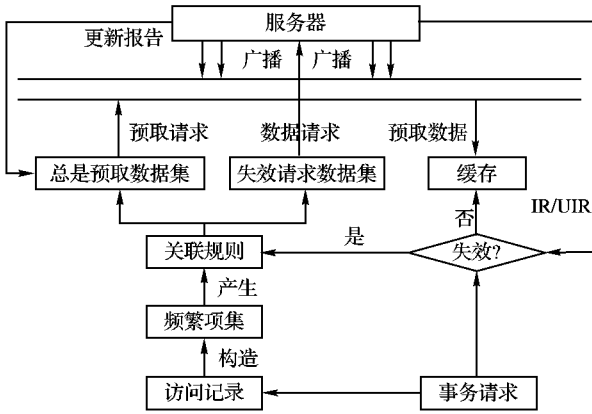 服务器
更新报告
广播
广播
预取请求
数据请求
预取数据
总是预取数据集
失效请求数据集
缓存
否
IR/UIR
是
关联规则
失效?
产生
频繁项集
构造
访问记录
事务请求